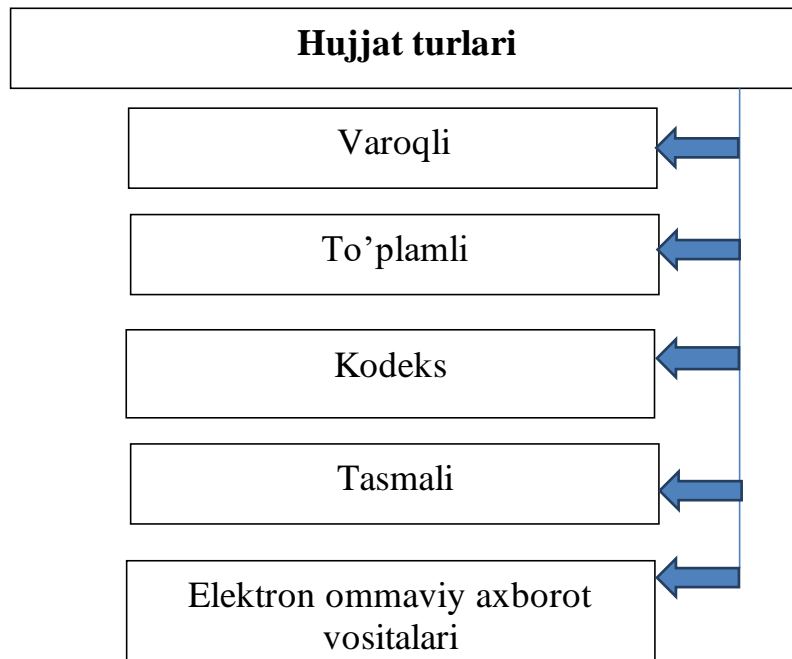 Hujjat turlari
Varoqli
To’plamli
Kodeks
Tasmali
Elektron ommaviy axborot
vositalari